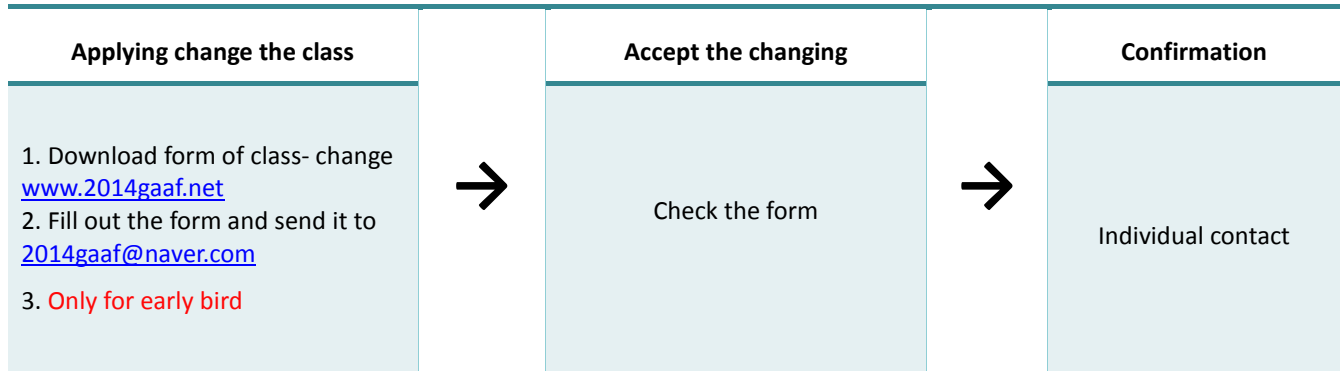 Applying change the class
Accept the changing
Confirmation
1. Download form of class- change
www.2014gaaf.net
2. Fill out the form and send it to
2014gaaf@naver.com
3. Only for early bird
→
Check the form
→
Individual contact